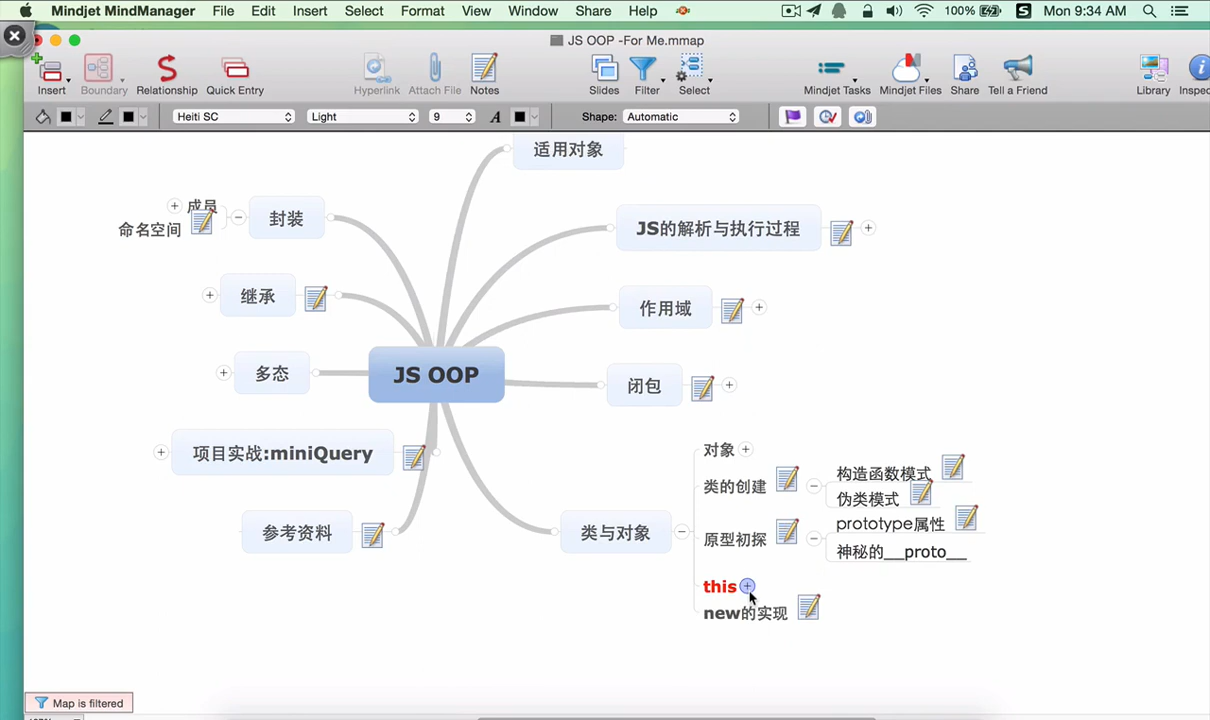 Mindjet MindManager File Edit Insert Select Format View Window Share Help 100% Mon 9:34 AM
JS OOP -For Me.mmap
Insert Boundary Relationship Quick Entry Hyperlink Attach File Notes Slides Filter Select Mindjet Tasks Mindjet Files Share Tell a Friend Library Inspe
Heiti SC Light 9 A Shape: Automatic
适用对象
成员
命名空间
封装
JS的解析与执行过程
继承
作用域
多态
JS OOP
闭包
项目实战:miniQuery
对象
类的创建
构造函数模式
伪类模式
参考资料
类与对象
原型初探
prototype属性
神秘的__proto__
this
new的实现
Map is filtered